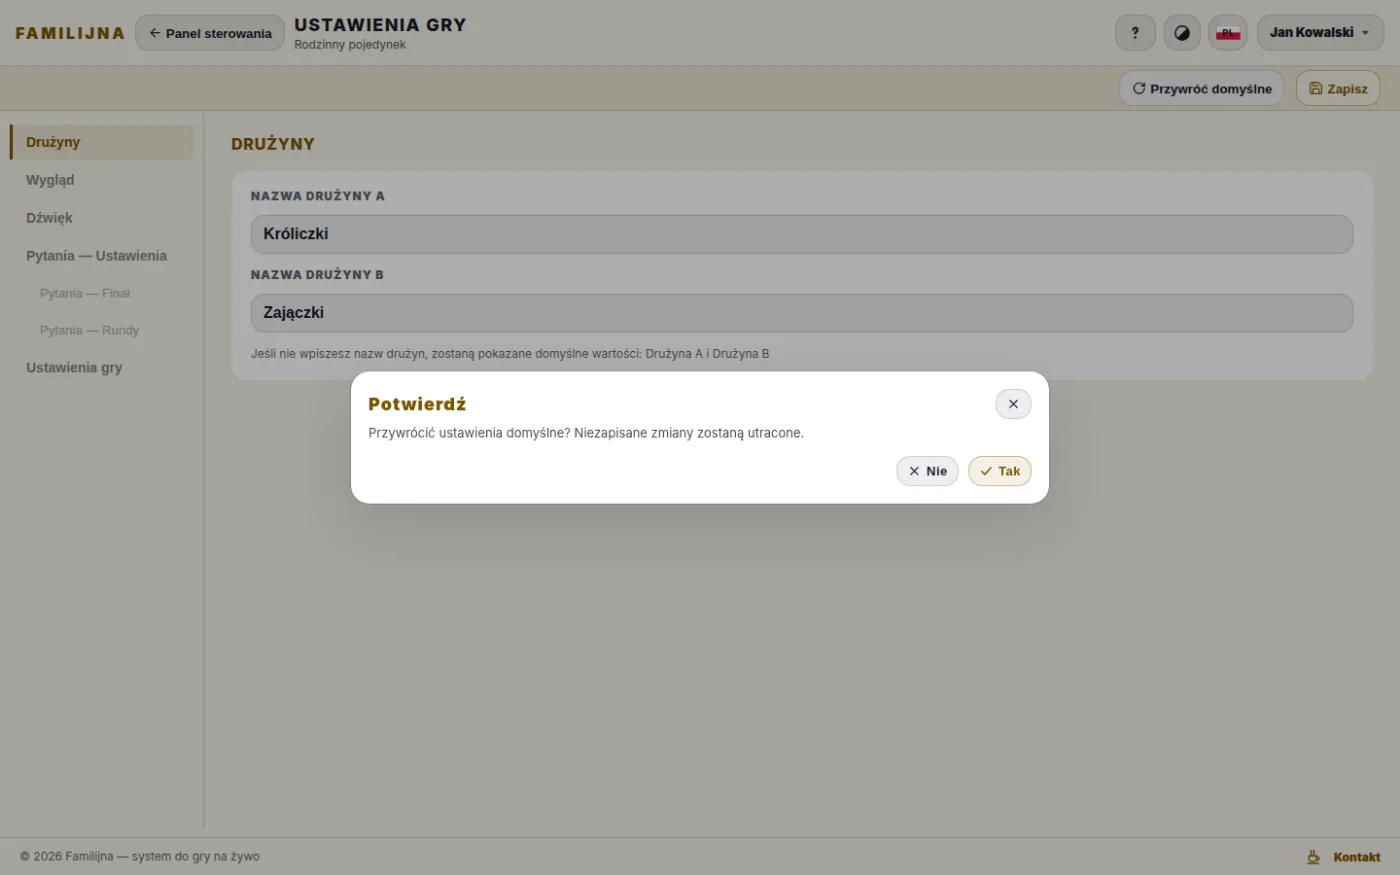 FAMILIJNA
Panel sterowania
USTAWIENIA GRY
Rodzinny pojedynek
?
PL
Jan Kowalski
Przywróć domyślne
Zapisz
Drużyny
Wygląd
Dźwięk
Pytania — Ustawienia
Pytania — Finał
Pytania — Rundy
Ustawienia gry
DRUŻYNY
NAZWA DRUŻYNY A
Króliczki
NAZWA DRUŻYNY B
Zajączki
Jeśli nie wpiszesz nazw drużyn, zostaną pokazane domyślne wartości: Drużyna A i Drużyna B
Potwierdź
Przywrócić ustawienia domyślne? Niezapisane zmiany zostaną utracone.
Nie
Tak
© 2026 Familijna — system do gry na żywo
Kontakt